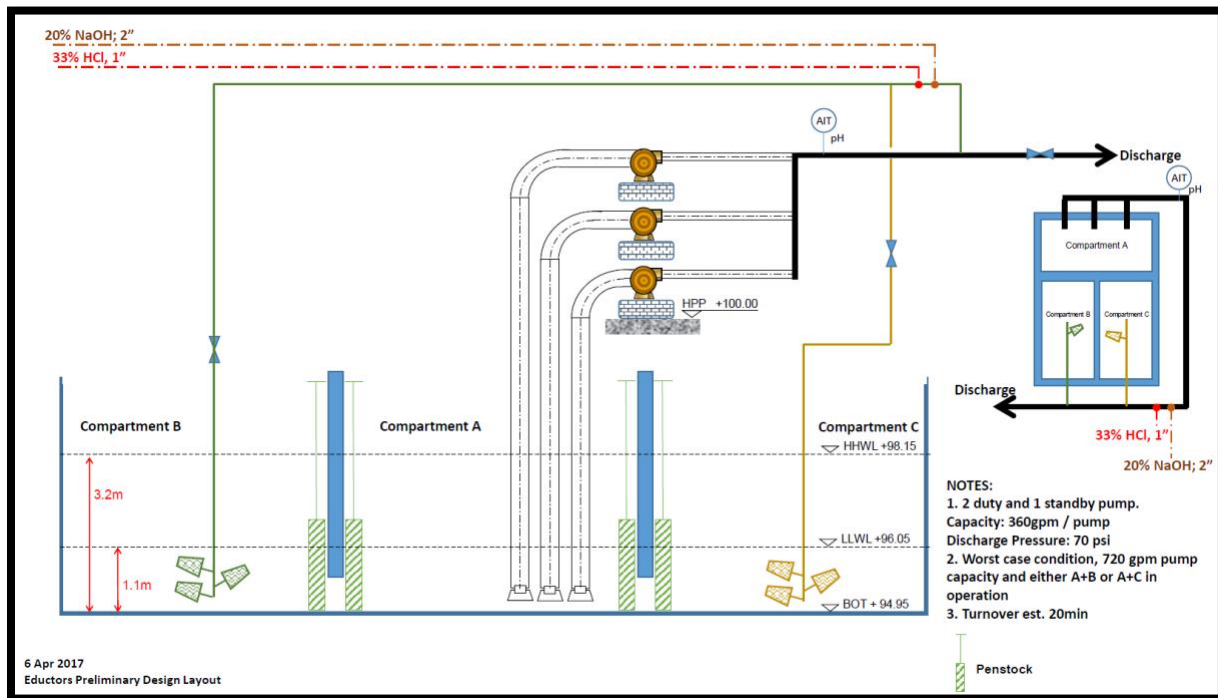 20% NaOH; 2”
33% HCl, 1”
AIT
pH
Discharge
AIT
pH
Compartment A
Compartment B
Compartment C
HPP +100.00
Discharge
33% HCl, 1”
20% NaOH; 2”
Compartment B
Compartment A
Compartment C
HHWL +98.15
3.2m
LLWL +96.05
1.1m
BOT + 94.95
NOTES:
1. 2 duty and 1 standby pump.
Capacity: 360gpm / pump
Discharge Pressure: 70 psi
2. Worst case condition, 720 gpm pump
capacity and either A+B or A+C in
operation
3. Turnover est. 20min
Penstock
6 Apr 2017
Eductors Preliminary Design Layout